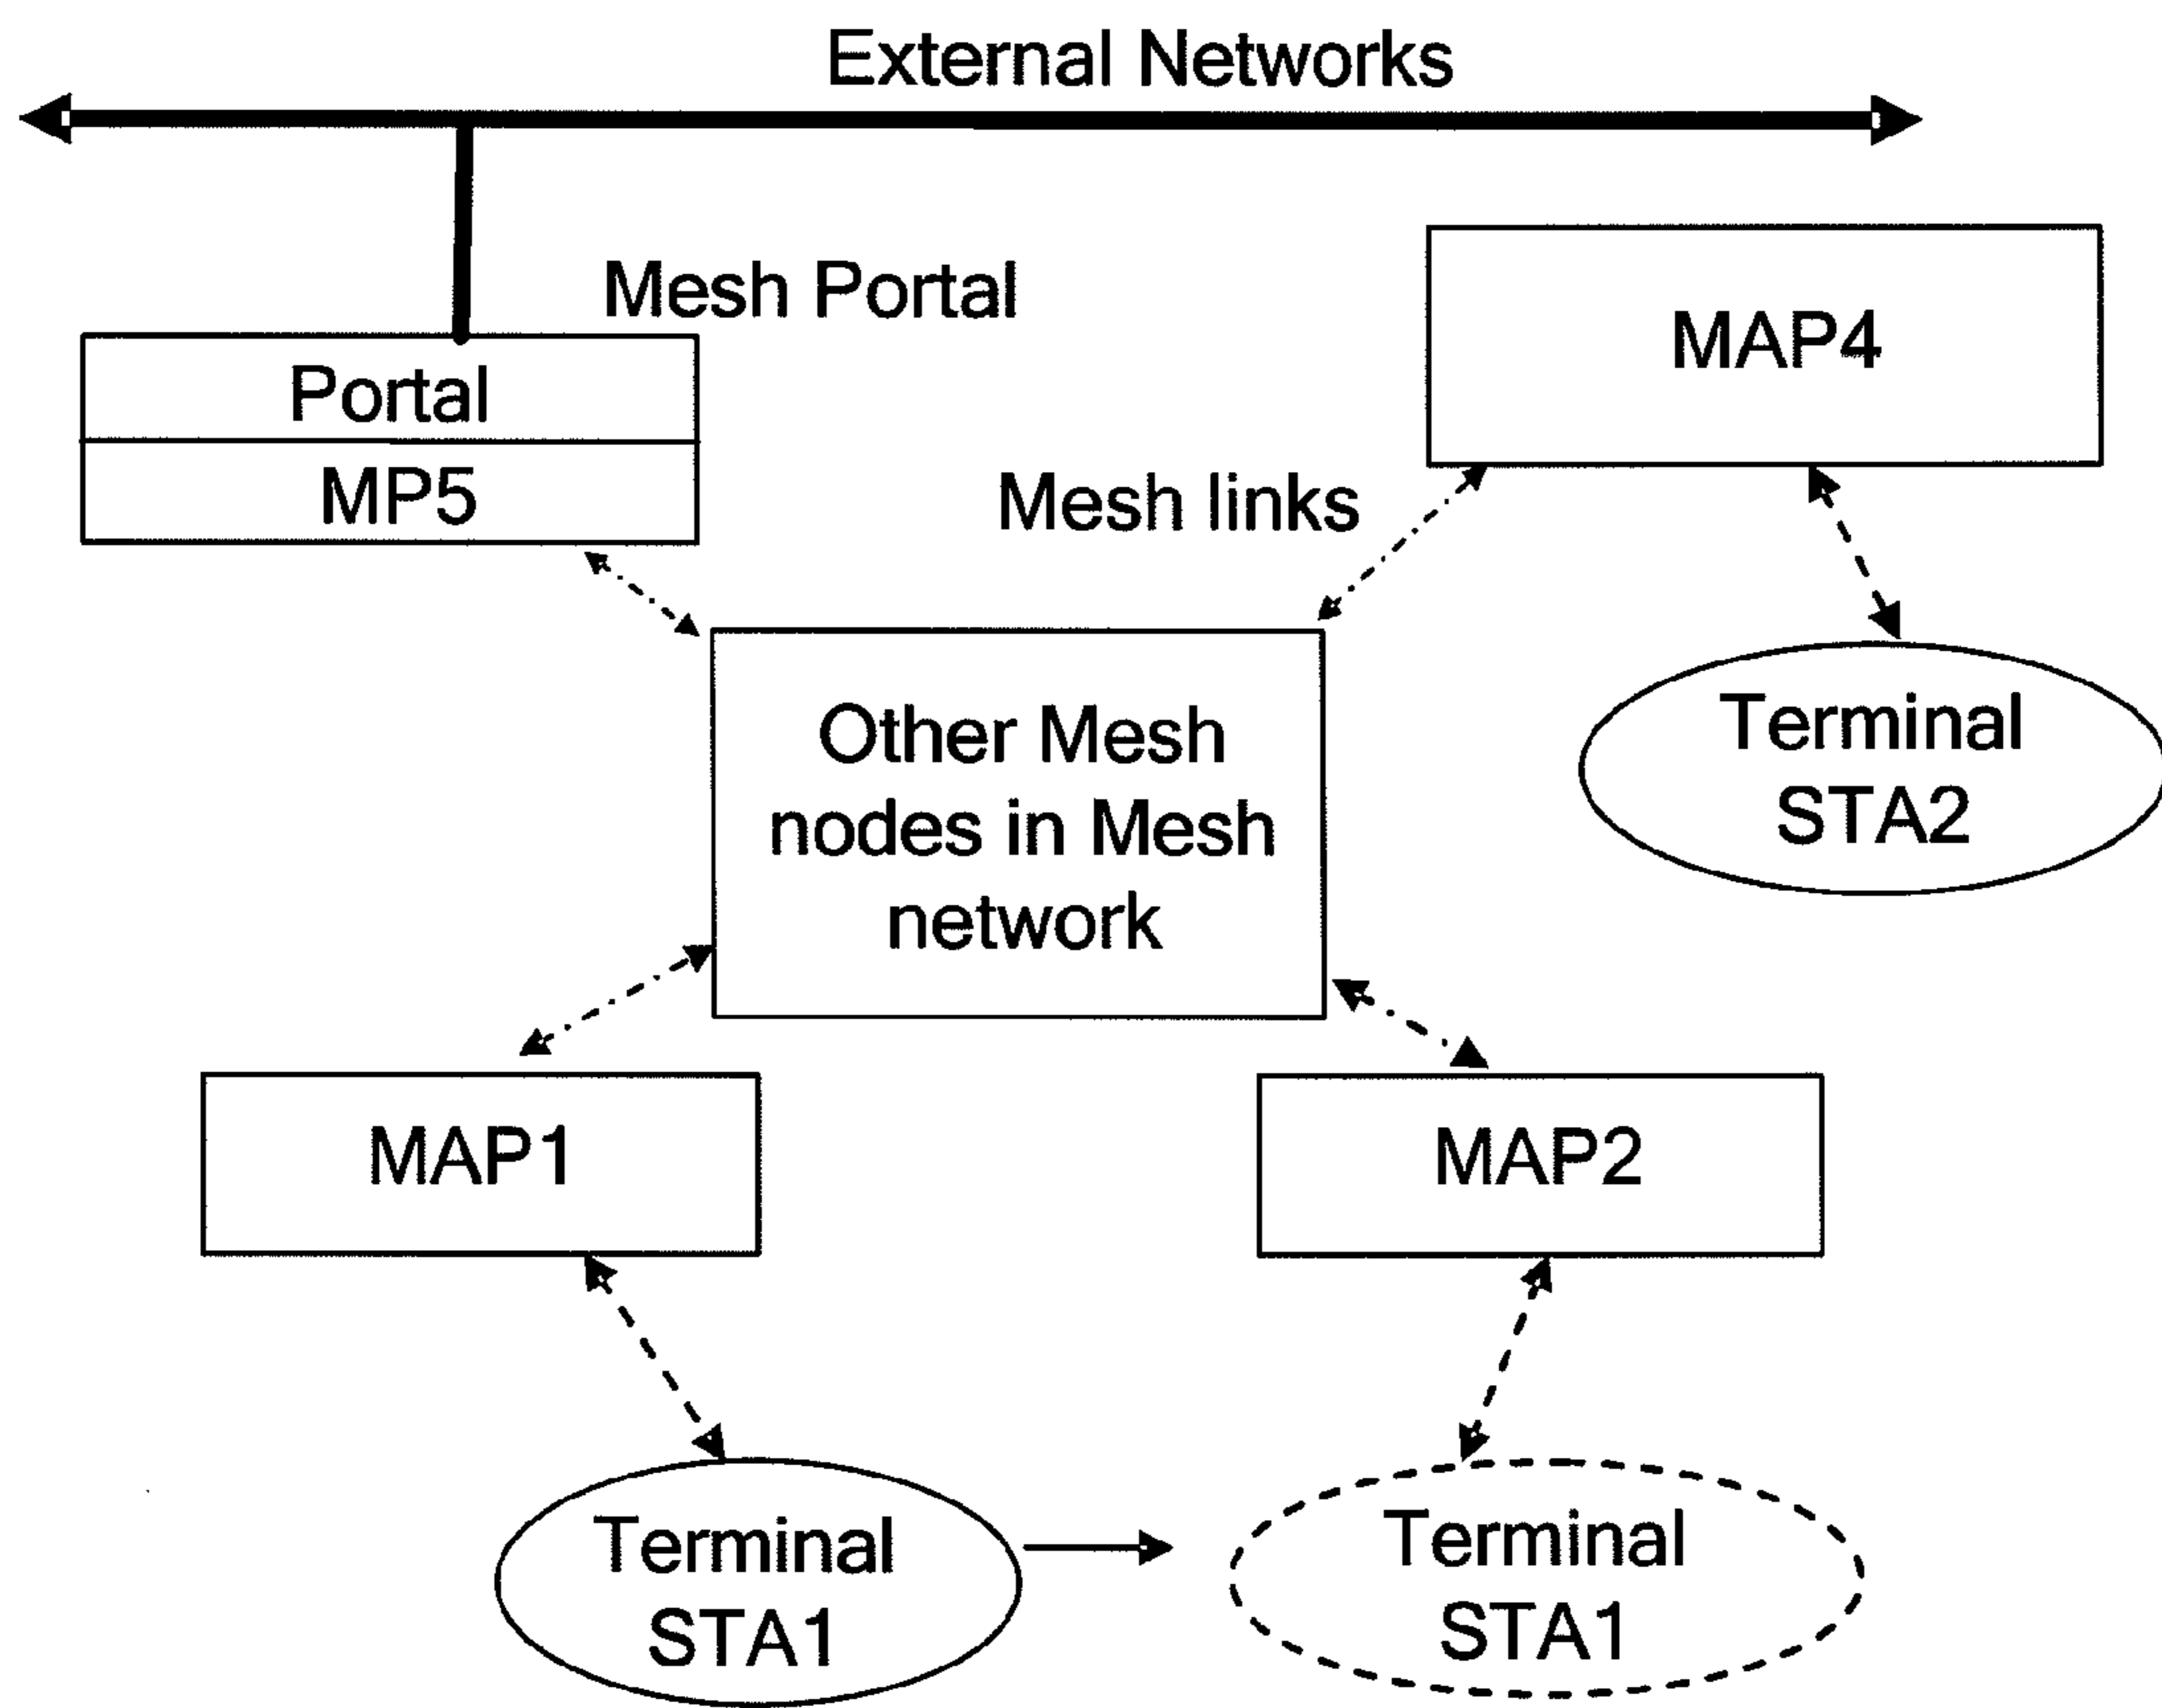 External Networks
Mesh Portal
MAP4
Portal
MP5
Mesh links
Other Mesh
nodes in Mesh
network
Terminal
STA2
MAP1
MAP2
Terminal
STA1
Terminal
STA1